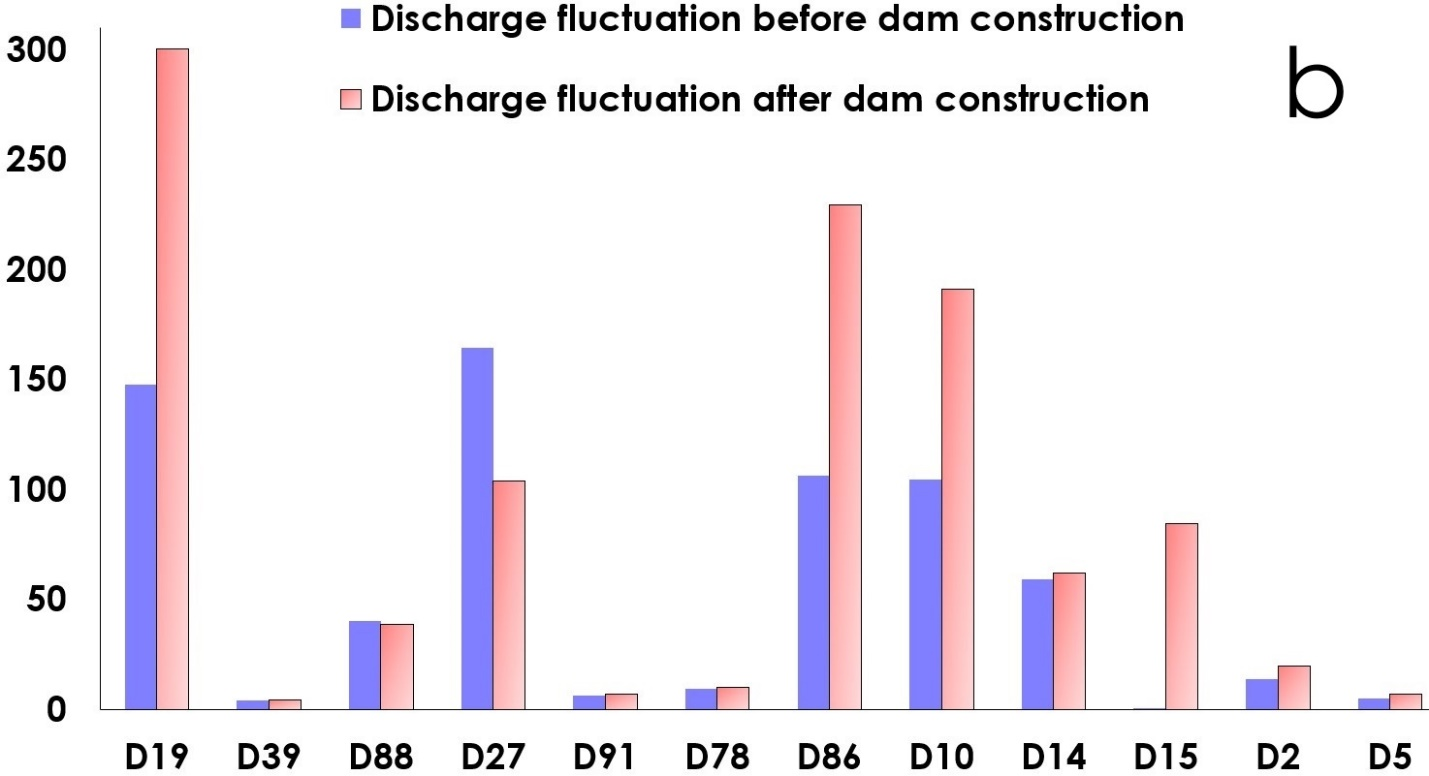 Discharge fluctuation before dam construction
Discharge fluctuation after dam construction
b
300
250
200
150
100
50
0
D19 D39 D88 D27 D91 D78 D86 D10 D14 D15 D2 D5